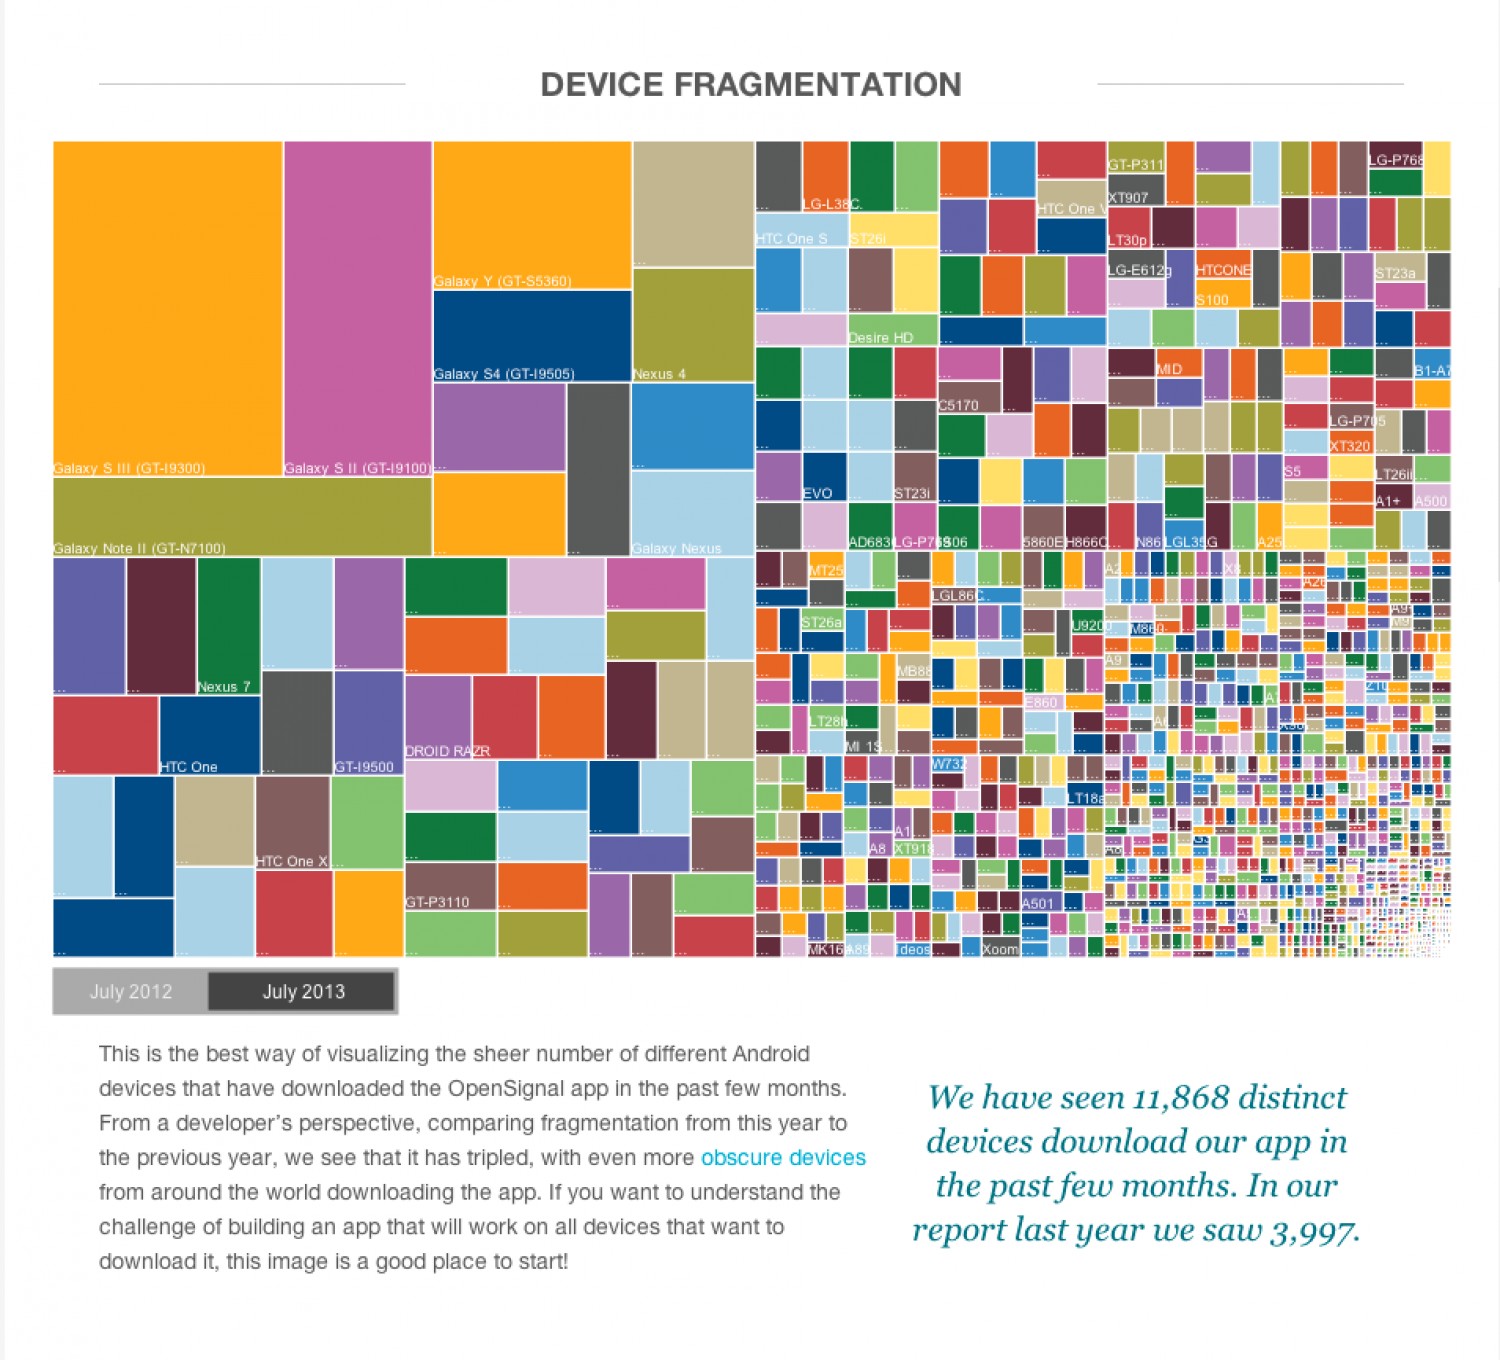 DEVICE FRAGMENTATION
Galaxy S III (GT-I9300)
Galaxy S II (GT-I9100)
Galaxy Note II (GT-N7100)
Galaxy Y (GT-S5360)
Galaxy S4 (GT-I9505)
Nexus 4
Galaxy Nexus
Nexus 7
HTC One
GT-I9500
HTC One X
DROID RAZR
GT-P3110
LG-L38C
HTC One S
ST26i
Desire HD
EVO
ST23i
AD683
LG-P769
HTC One V
C5170
5860E
H866C
GT-P311
XT907
LT30p
LG-E612g
HTCONE
S100
MID
N86
LGL35G
A25
LG-P768
ST23a
B1-A7
LG-P705
XT320
S5
LT26ii
A1+
A500
MT25
ST26a
MB88
LT28h
MI 1S
LGL86C
U9200
E860
W732
LT18a
A1
A8
XT918
A501
MK16
A89
Ideos
Xoom
A2
X8
M860
A9
A26
July 2012
July 2013
This is the best way of visualizing the sheer number of different Android
devices that have downloaded the OpenSignal app in the past few months.
From a developer's perspective, comparing fragmentation from this year to
the previous year, we see that it has tripled, with even more obscure devices
from around the world downloading the app. If you want to understand the
challenge of building an app that will work on all devices that want to
download it, this image is a good place to start!
We have seen 11,868 distinct
devices download our app in
the past few months. In our
report last year we saw 3,997.